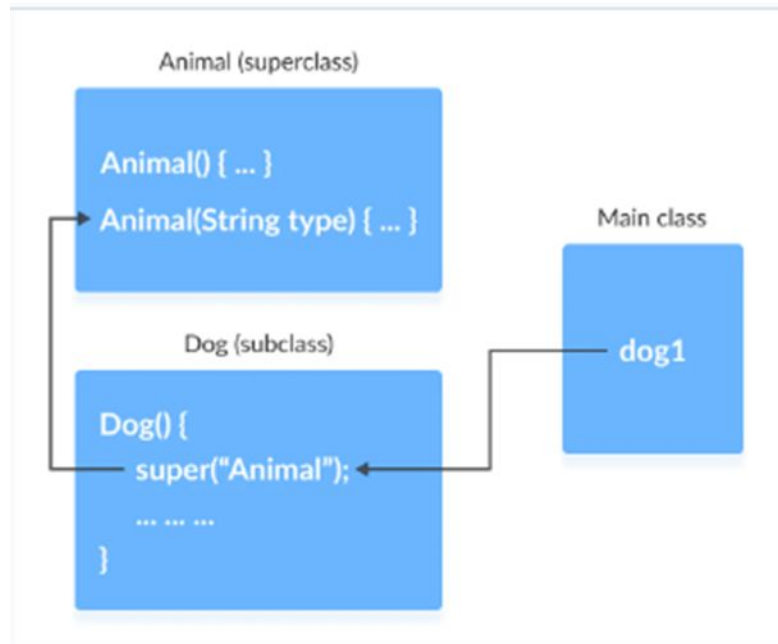 Animal (superclass)
Animal() { ... }
Animal(String type) { ... }
Main class
dog1
Dog (subclass)
Dog() {
super(“Animal”);
... ... ...
}